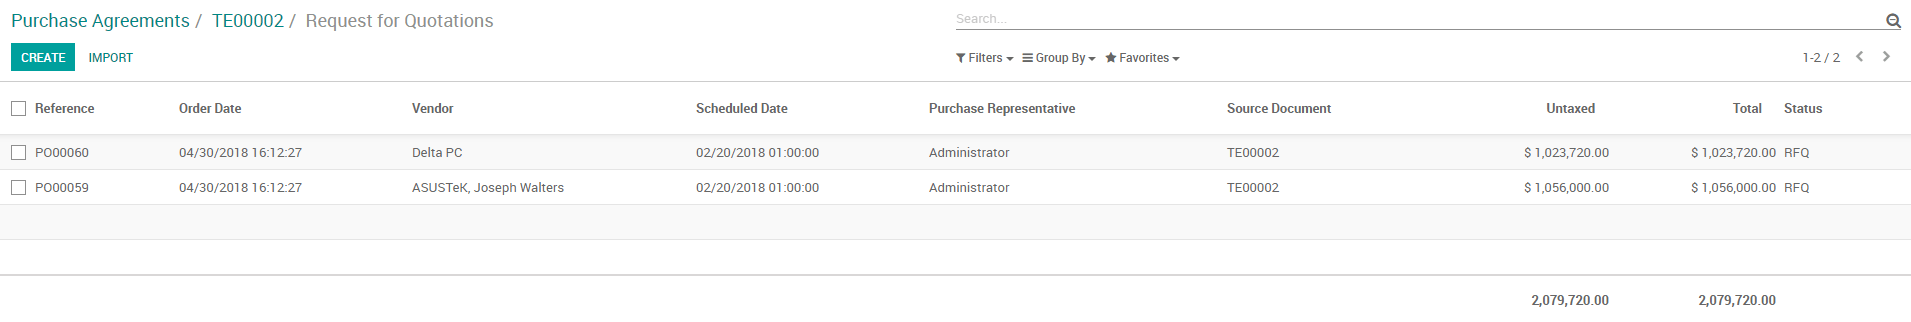 Purchase Agreements / TE00002 / Request for Quotations
Search...
CREATE IMPORT
Filters Group By Favorites 1-2 / 2
Reference Order Date Vendor Scheduled Date Purchase Representative Source Document Untaxed Total Status
PO00060 04/30/2018 16:12:27 Delta PC 02/20/2018 01:00:00 Administrator TE00002 $ 1,023,720.00 $ 1,023,720.00 RFQ
PO00059 04/30/2018 16:12:27 ASUSTeK, Joseph Walters 02/20/2018 01:00:00 Administrator TE00002 $ 1,056,000.00 $ 1,056,000.00 RFQ
2,079,720.00 2,079,720.00